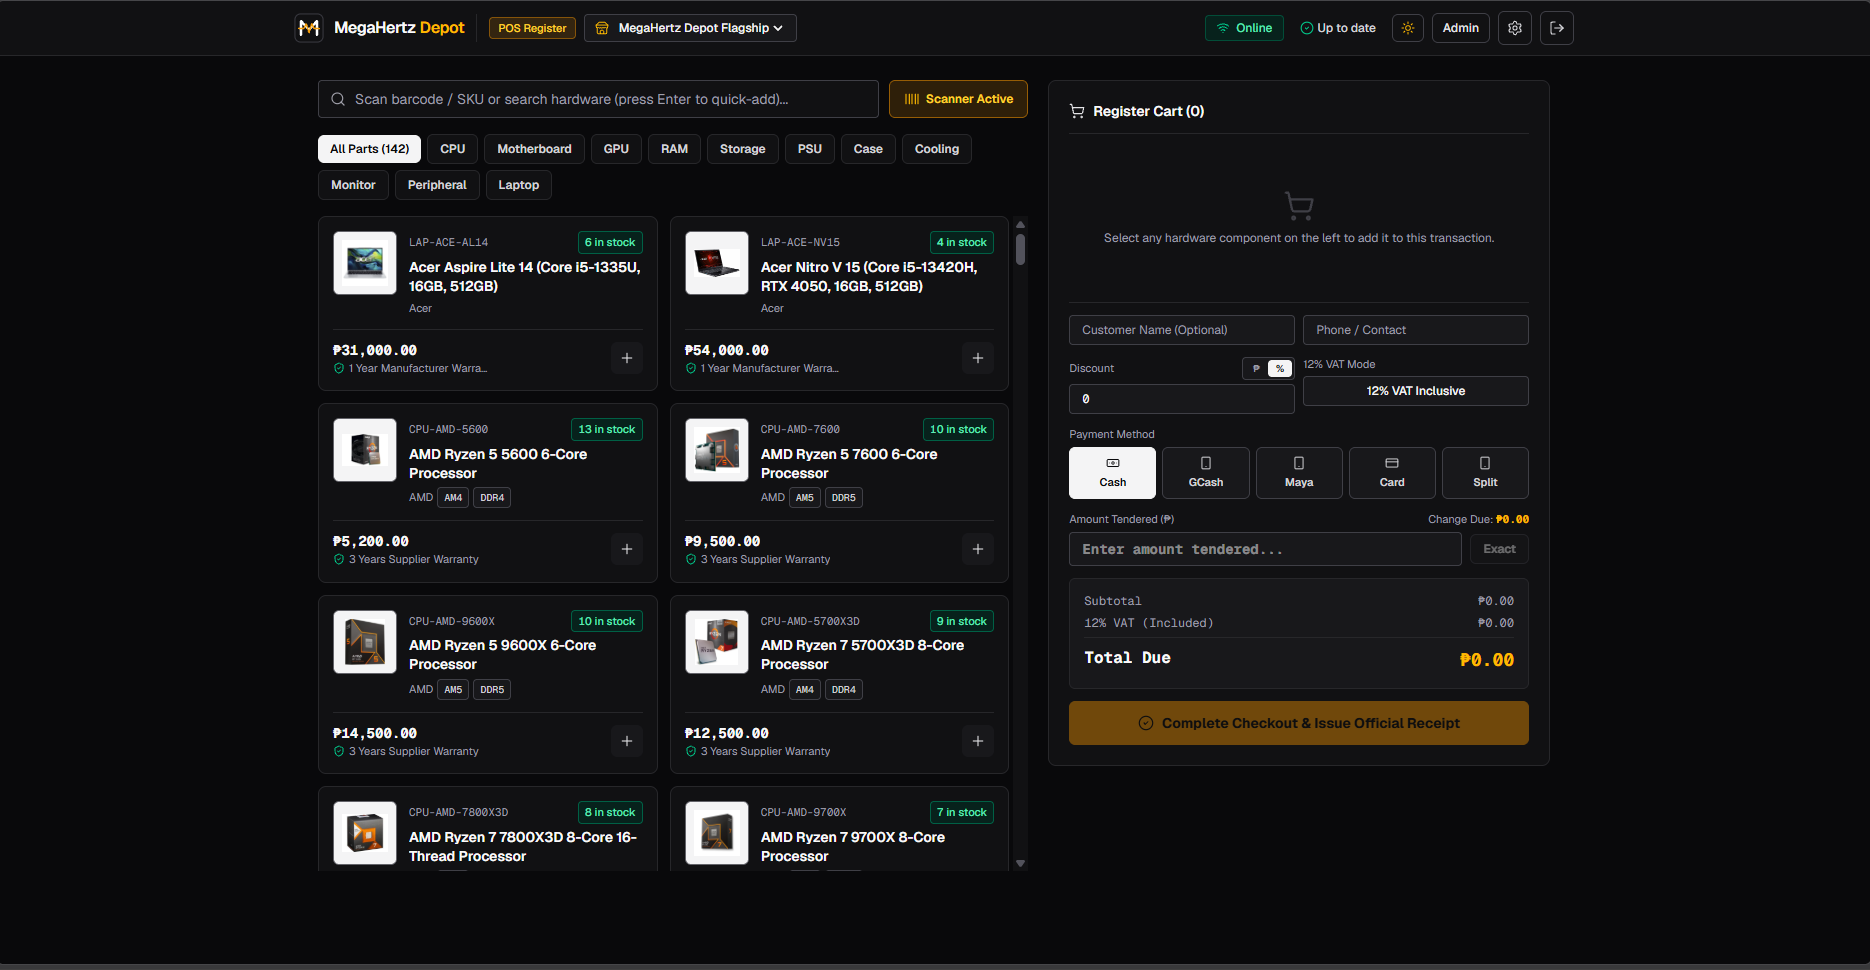 MegaHertz Depot
POS Register
MegaHertz Depot Flagship
Online
Up to date
Admin
Scan barcode / SKU or search hardware (press Enter to quick-add)...
Scanner Active
All Parts (142)
CPU
Motherboard
GPU
RAM
Storage
PSU
Case
Cooling
Monitor
Peripheral
Laptop
LAP-ACE-AL14
6 in stock
Acer Aspire Lite 14 (Core i5-1335U,
16GB, 512GB)
Acer
₱31,000.00
1 Year Manufacturer Warra...
LAP-ACE-NV15
4 in stock
Acer Nitro V 15 (Core i5-13420H,
RTX 4050, 16GB, 512GB)
Acer
₱54,000.00
1 Year Manufacturer Warra...
CPU-AMD-5600
13 in stock
AMD Ryzen 5 5600 6-Core
Processor
AMD AM4 DDR4
₱5,200.00
3 Years Supplier Warranty
CPU-AMD-7600
10 in stock
AMD Ryzen 5 7600 6-Core
Processor
AMD AM5 DDR5
₱9,500.00
3 Years Supplier Warranty
CPU-AMD-9600X
10 in stock
AMD Ryzen 5 9600X 6-Core
Processor
AMD AM5 DDR5
₱14,500.00
3 Years Supplier Warranty
CPU-AMD-5700X3D
9 in stock
AMD Ryzen 7 5700X3D 8-Core
Processor
AMD AM4 DDR4
₱12,500.00
3 Years Supplier Warranty
CPU-AMD-7800X3D
8 in stock
AMD Ryzen 7 7800X3D 8-Core 16-
Thread Processor
CPU-AMD-9700X
7 in stock
AMD Ryzen 7 9700X 8-Core
Processor
Register Cart (0)
Select any hardware component on the left to add it to this transaction.
Customer Name (Optional)
Phone / Contact
Discount
₱ %
12% VAT Mode
0
12% VAT Inclusive
Payment Method
Cash
GCash
Maya
Card
Split
Amount Tendered (₱)
Change Due: ₱0.00
Enter amount tendered...
Exact
Subtotal ₱0.00
12% VAT (Included) ₱0.00
Total Due ₱0.00
Complete Checkout & Issue Official Receipt